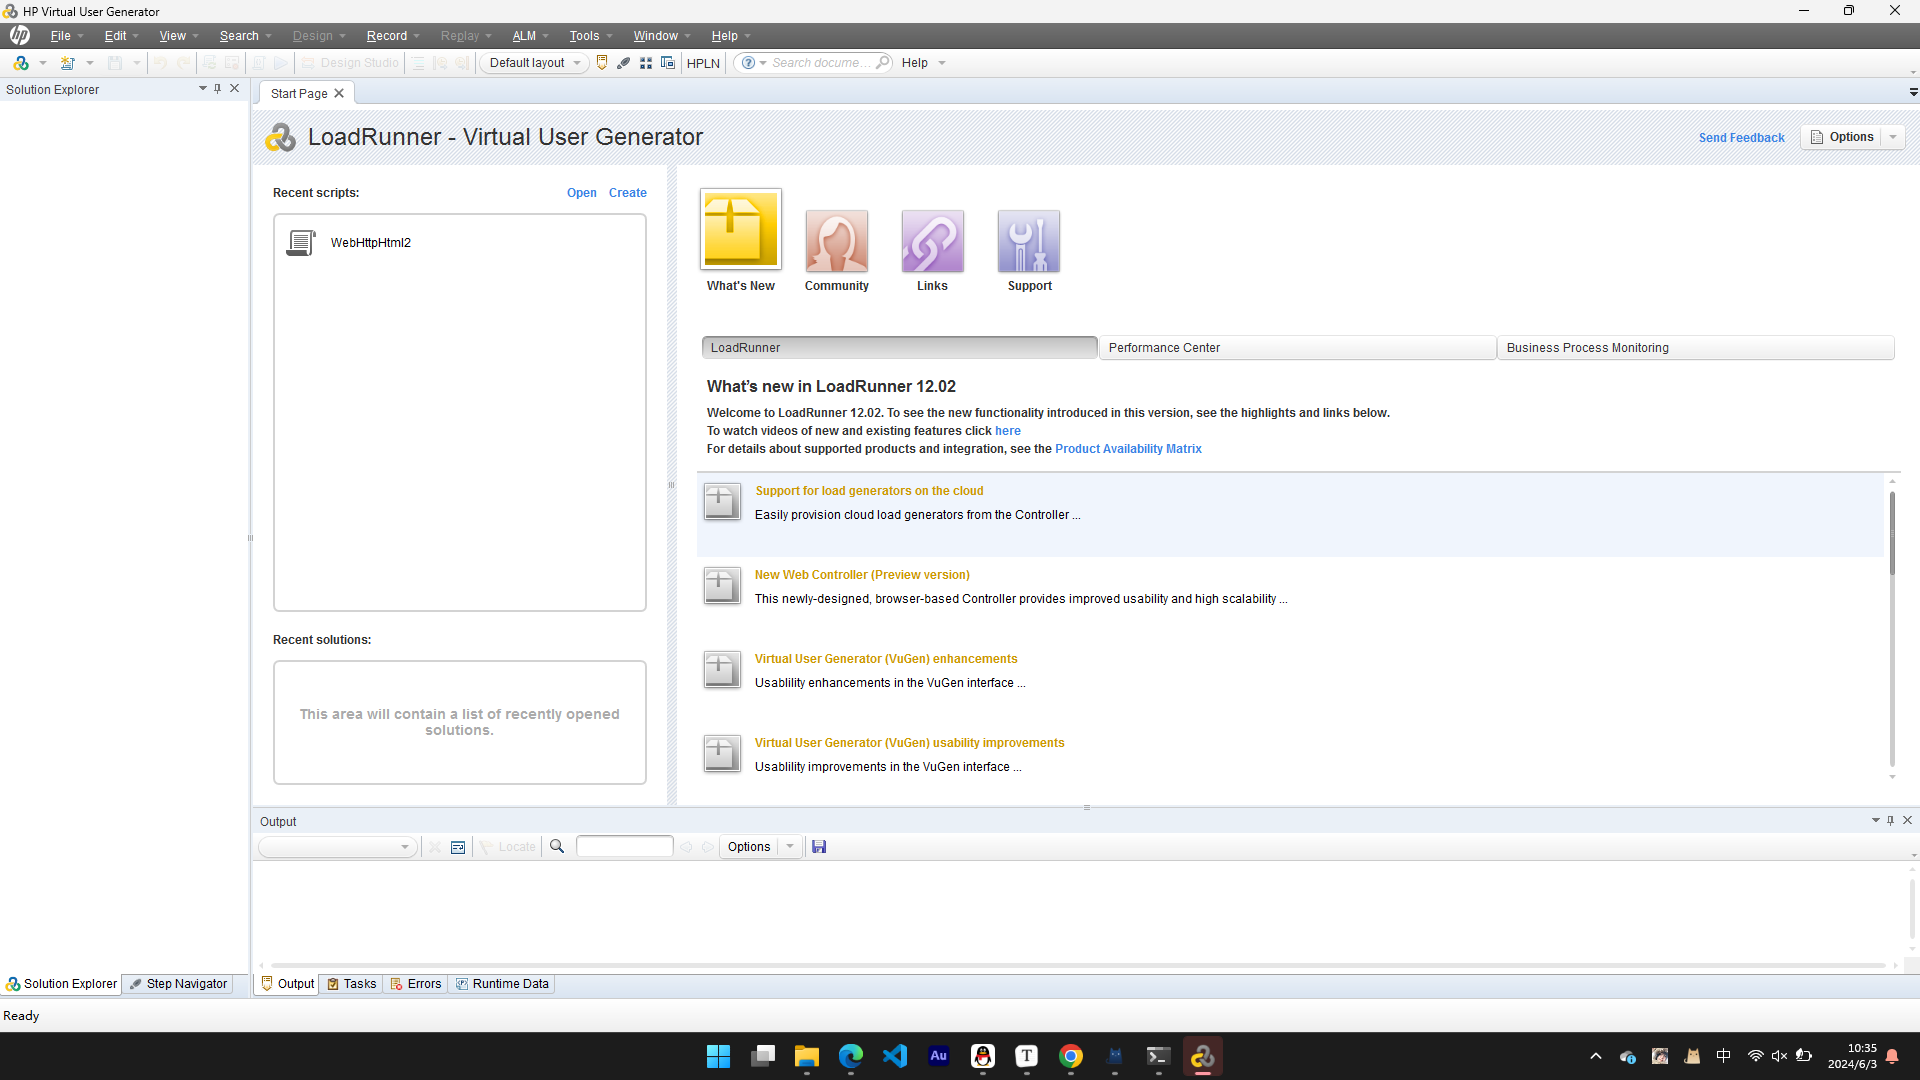 HP Virtual User Generator
File Edit View Search Design Record Replay ALM Tools Window Help
Design Studio Default layout HPLN Search docume... Help
Solution Explorer
Start Page
LoadRunner - Virtual User Generator
Send Feedback
Options
Recent scripts:
Open
Create
WebHttpHtml2
Recent solutions:
This area will contain a list of recently opened
solutions.
What's New
Community
Links
Support
LoadRunner
Performance Center
Business Process Monitoring
What's new in LoadRunner 12.02
Welcome to LoadRunner 12.02. To see the new functionality introduced in this version, see the highlights and links below.
To watch videos of new and existing features click here
For details about supported products and integration, see the Product Availability Matrix
Support for load generators on the cloud
Easily provision cloud load generators from the Controller ...
New Web Controller (Preview version)
This newly-designed, browser-based Controller provides improved usability and high scalability ...
Virtual User Generator (VuGen) enhancements
Usablility enhancements in the VuGen interface ...
Virtual User Generator (VuGen) usability improvements
Usablility improvements in the VuGen interface ...
Output
Locate
Options
Solution Explorer
Step Navigator
Output
Tasks
Errors
Runtime Data
Ready
Au
T
中
10:35
2024/6/3